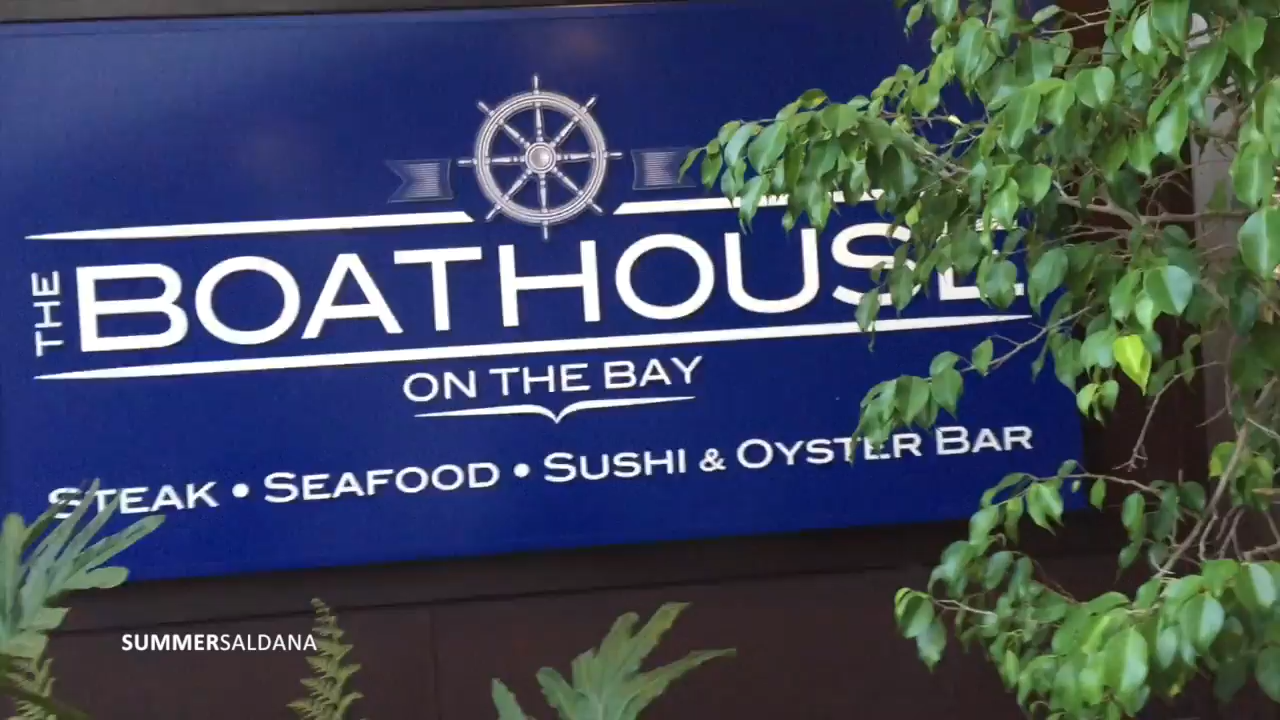 THE BOATHOUSE
ON THE BAY
STEAK • SEAFOOD • SUSHI & OYSTER BAR
SUMMERSALDANA